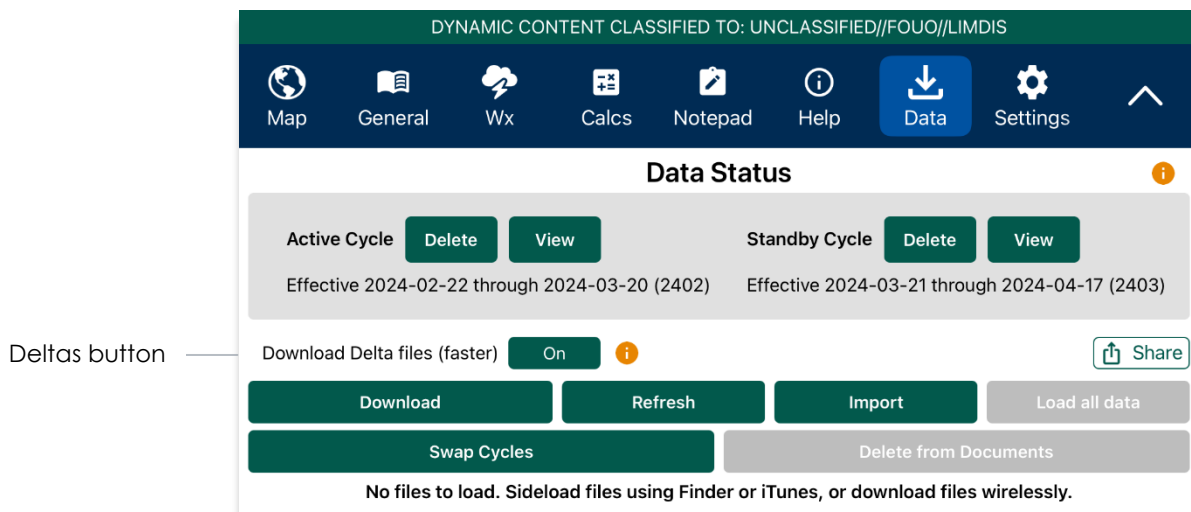 DYNAMIC CONTENT CLASSIFIED TO: UNCLASSIFIED//FOUO//LIMDIS
Map General Wx Calcs Notepad Help Data Settings
Data Status
Active Cycle Delete View Standby Cycle Delete View
Effective 2024-02-22 through 2024-03-20 (2402) Effective 2024-03-21 through 2024-04-17 (2403)
Deltas button Download Delta files (faster) On Share
Download Refresh Import Load all data
Swap Cycles Delete from Documents
No files to load. Sideload files using Finder or iTunes, or download files wirelessly.